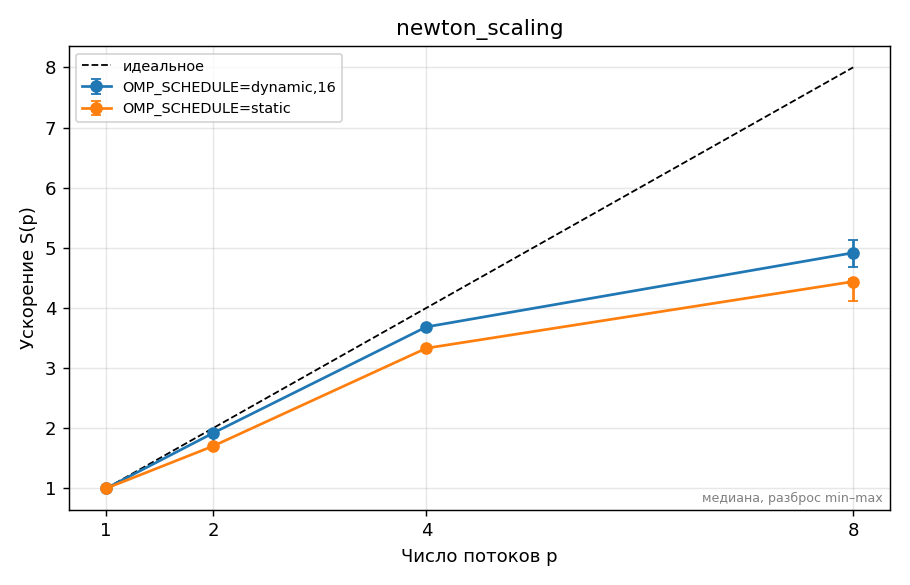 newton_scaling
идеальное
OMP_SCHEDULE=dynamic,16
OMP_SCHEDULE=static
8
7
6
5
4
3
2
1
Ускорение S(p)
медиана, разброс min–max
1 2 4 8
Число потоков p